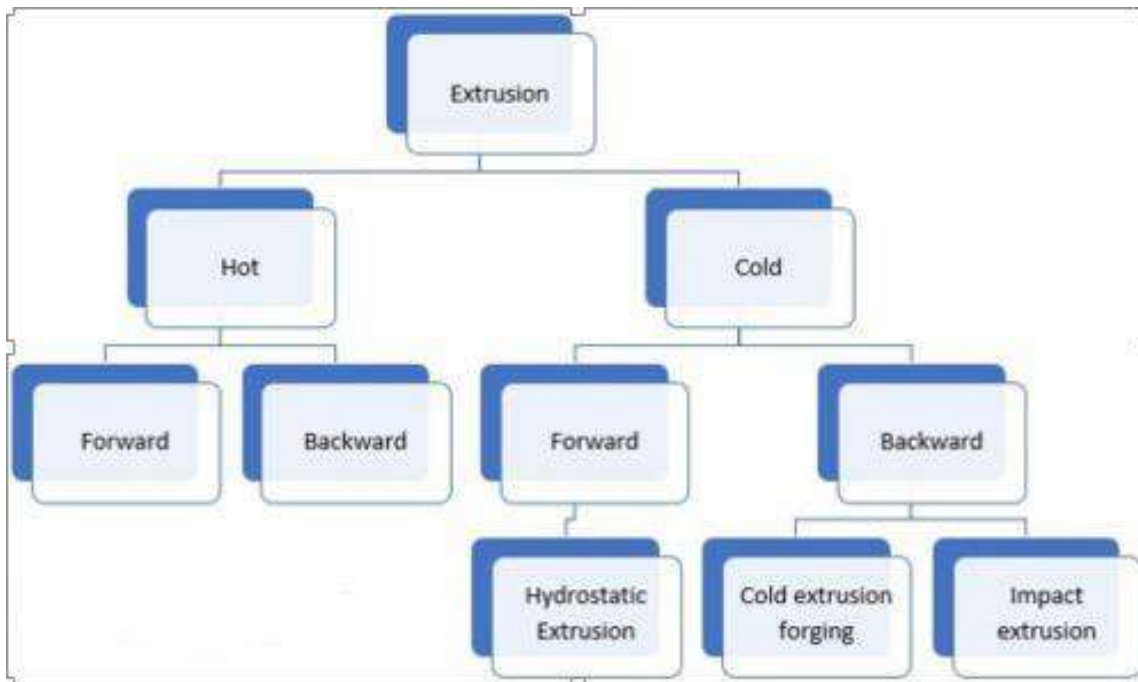 Extrusion
Hot
Cold
Forward
Backward
Forward
Backward
Hydrostatic
Extrusion
Cold extrusion
forging
Impact
extrusion